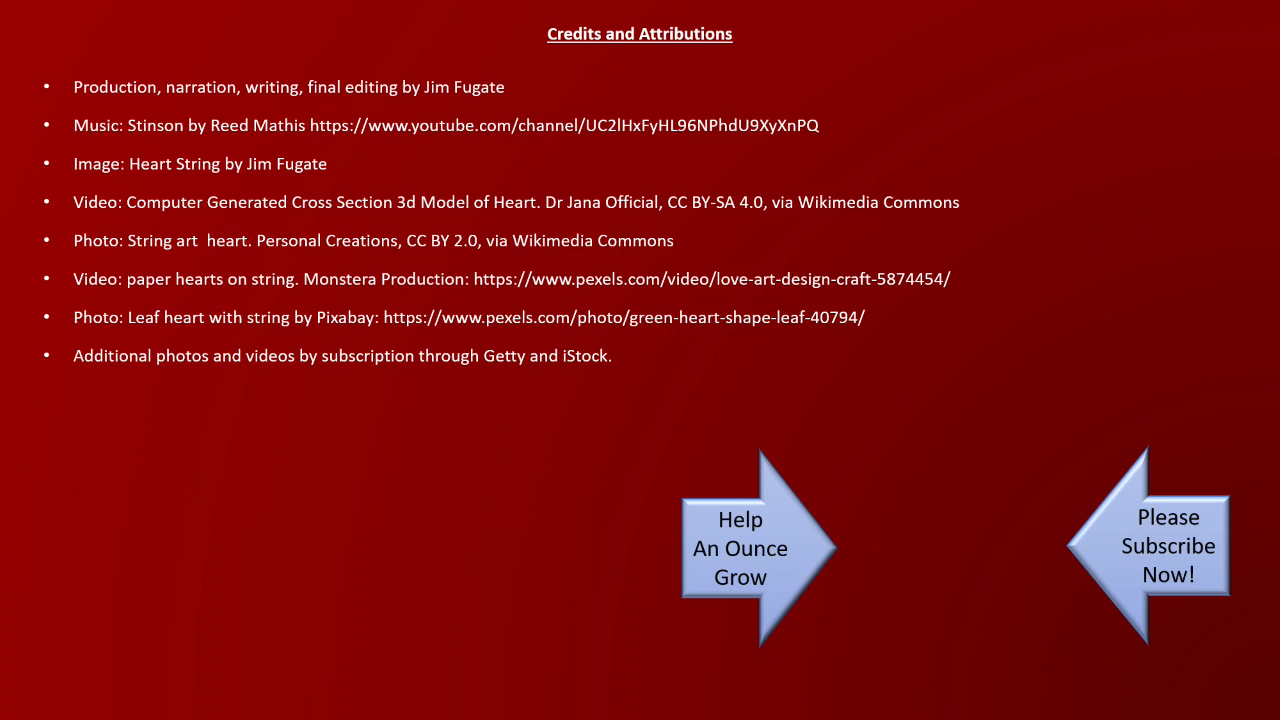 Credits and Attributions
• Production, narration, writing, final editing by Jim Fugate
• Music: Stinson by Reed Mathis https://www.youtube.com/channel/UC2lHxFyHL96NPhdU9XyXnPQ
• Image: Heart String by Jim Fugate
• Video: Computer Generated Cross Section 3d Model of Heart. Dr Jana Official, CC BY-SA 4.0, via Wikimedia Commons
• Photo: String art  heart. Personal Creations, CC BY 2.0, via Wikimedia Commons
• Video: paper hearts on string. Monstera Production: https://www.pexels.com/video/love-art-design-craft-5874454/
• Photo: Leaf heart with string by Pixabay: https://www.pexels.com/photo/green-heart-shape-leaf-40794/
• Additional photos and videos by subscription through Getty and iStock.
Help
An Ounce
Grow
Please
Subscribe
Now!